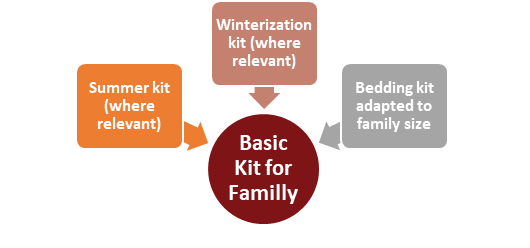 Winterization
kit (where
relevant)
Summer kit
(where
relevant)
Bedding kit
adapted to
family size
Basic
Kit for
Familly